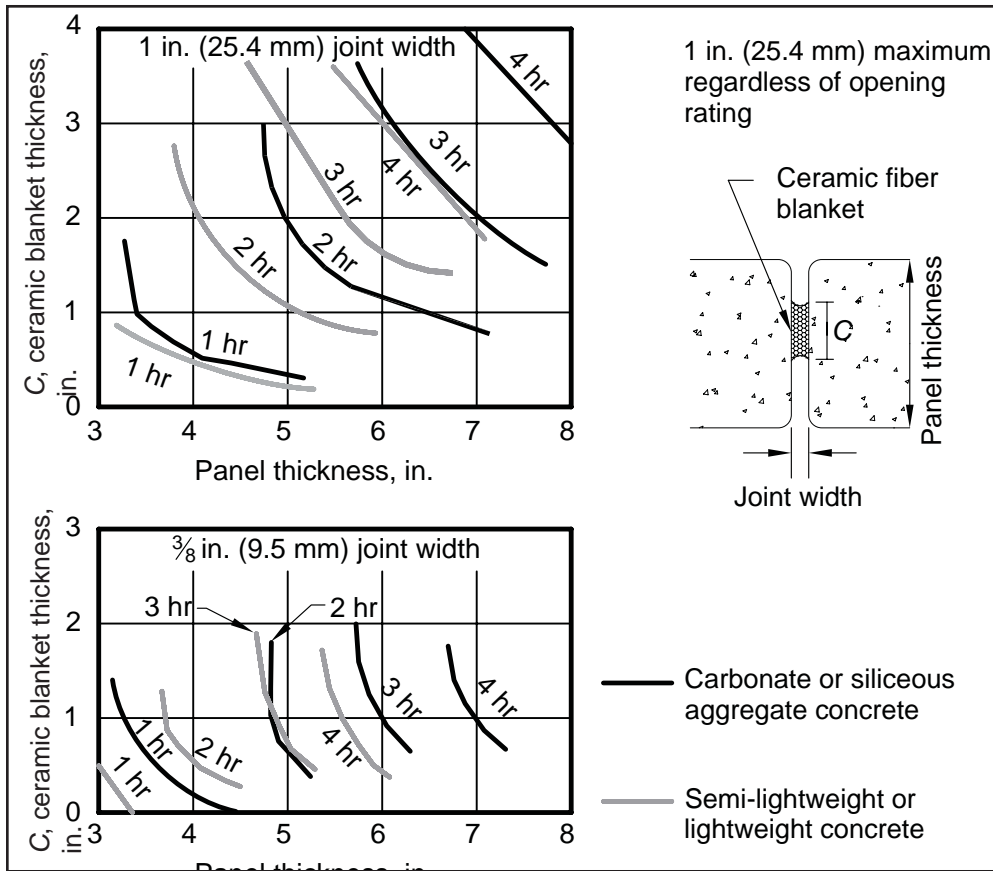 C, ceramic blanket thickness,
in.
4
3
2
1
0
1 in. (25.4 mm) joint width
4 hr
3 hr
4 hr
3 hr
2 hr
2 hr
1 hr
1 hr
3
4
5
6
7
8
Panel thickness, in.
1 in. (25.4 mm) maximum
regardless of opening
rating
Ceramic fiber
blanket
C
Panel thickness
Joint width
C, ceramic blanket thickness,
in.
3
2
1
0
⅜ in. (9.5 mm) joint width
3 hr
2 hr
1 hr
1 hr
2 hr
4 hr
3 hr
4 hr
3
4
5
6
7
8
Panel thickness, in.
Carbonate or siliceous
aggregate concrete
Semi-lightweight or
lightweight concrete